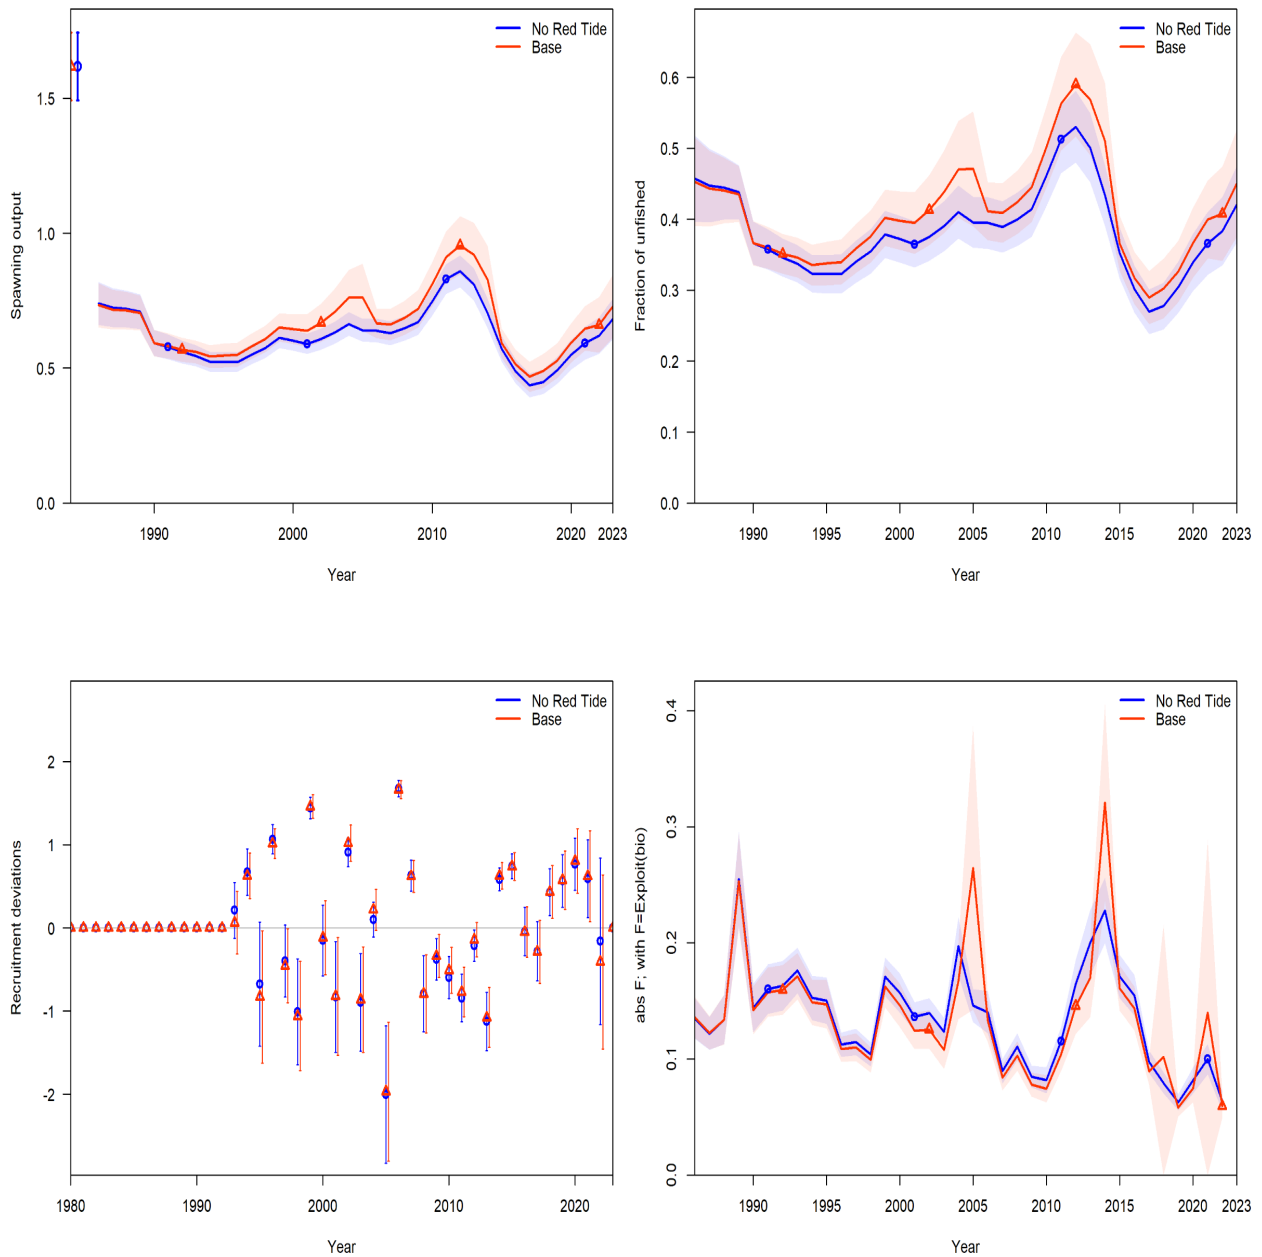 No Red Tide
Base
Spawning output
1.5
1.0
0.5
0.0
1990
2000
2010
2020
2023
Year
No Red Tide
Base
Fraction of unfished
0.6
0.5
0.4
0.3
0.2
0.1
0.0
1990
1995
2000
2005
2010
2015
2020
2023
Year
No Red Tide
Base
Recruitment deviations
2
1
0
-1
-2
1980
1990
2000
2010
2020
Year
No Red Tide
Base
abs F; with F=Exploit(bio)
0.4
0.3
0.2
0.1
0.0
1990
1995
2000
2005
2010
2015
2020
2023
Year